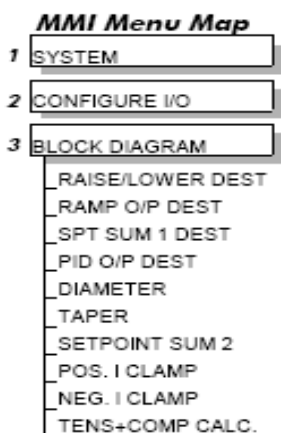 MMI Menu Map
1 SYSTEM
2 CONFIGURE I/O
3 BLOCK DIAGRAM
RAISE/LOWER DEST
RAMP O/P DEST
SPT SUM 1 DEST
PID O/P DEST
DIAMETER
TAPER
SETPOINT SUM 2
POS. I CLAMP
NEG. I CLAMP
TENS+COMP CALC.